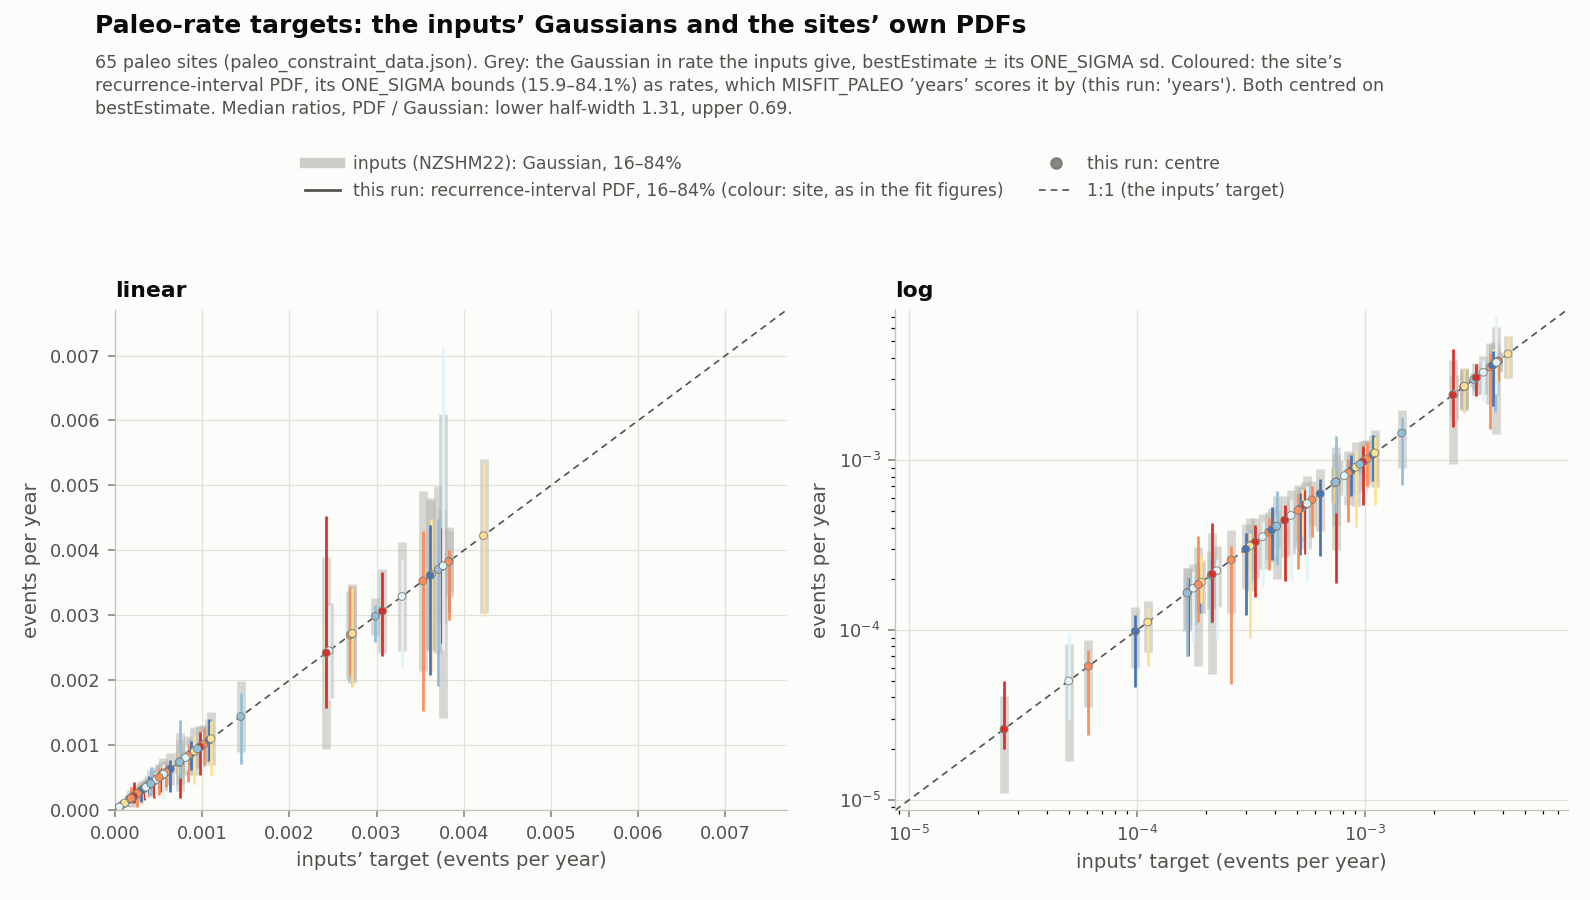 Paleo-rate targets: the inputs’ Gaussians and the sites’ own PDFs
65 paleo sites (paleo_constraint_data.json). Grey: the Gaussian in rate the inputs give, bestEstimate ± its ONE_SIGMA sd. Coloured: the site’s
recurrence-interval PDF, its ONE_SIGMA bounds (15.9–84.1%) as rates, which MISFIT_PALEO ’years’ scores it by (this run: 'years'). Both centred on
bestEstimate. Median ratios, PDF / Gaussian: lower half-width 1.31, upper 0.69.
inputs (NZSHM22): Gaussian, 16–84%
this run: recurrence-interval PDF, 16–84% (colour: site, as in the fit figures)
this run: centre
1:1 (the inputs’ target)
linear
0.007
0.006
0.005
0.004
0.003
0.002
0.001
0.000
events per year
0.000 0.001 0.002 0.003 0.004 0.005 0.006 0.007
inputs’ target (events per year)
log
10⁻³
10⁻⁴
10⁻⁵
events per year
10⁻⁵ 10⁻⁴ 10⁻³
inputs’ target (events per year)